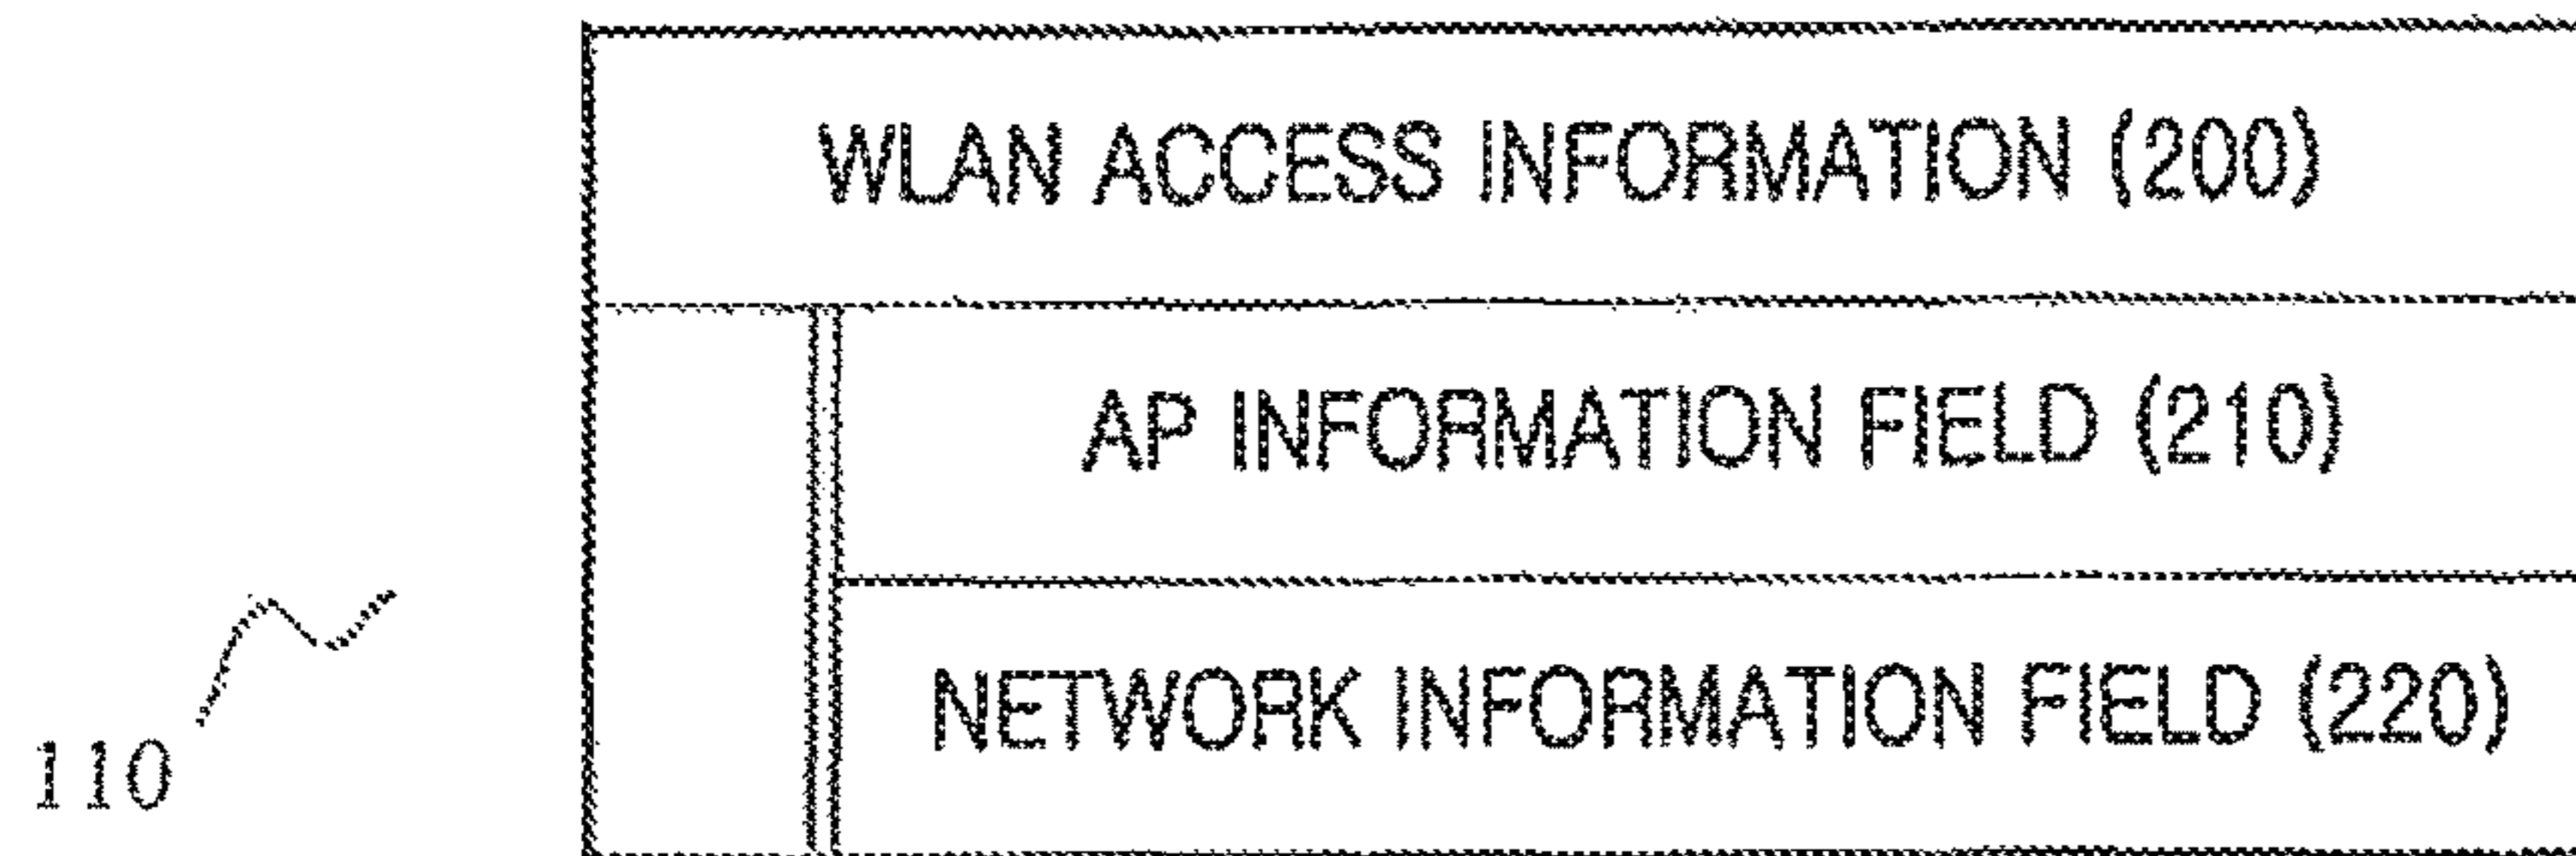 WLAN ACCESS INFORMATION (200)
AP INFORMATION FIELD (210)
NETWORK INFORMATION FIELD (220)
110